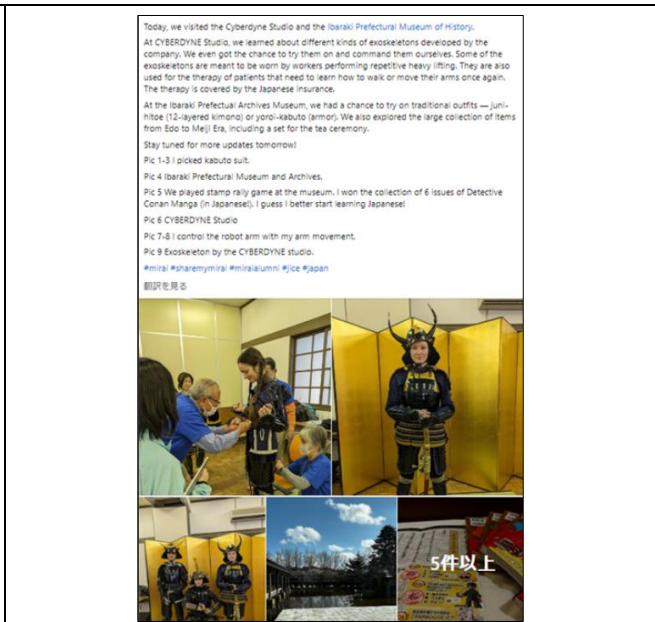 Today, we visited the Cyberdyne Studio and the Ibaraki Prefectural Museum of History.
At CYBERDYNE Studio, we learned about different kinds of exoskeletons developed by the
company. We even got the chance to try them on and command them ourselves. Some of the
exoskeletons are meant to be worn by workers performing repetitive heavy lifting. They are also
used for the therapy of patients that need to learn how to walk or move their arms once again.
The therapy is covered by the Japanese insurance.
At the Ibaraki Prefectual Archives Museum, we had a chance to try on traditional outfits — juni-
hitoe (12-layered kimono) or yoroi-kabuto (armor). We also explored the large collection of items
from Edo to Meiji Era, including a set for the tea ceremony.
Stay tuned for more updates tomorrow!
Pic 1-3 I picked kabuto suit.
Pic 4 Ibaraki Prefectural Museum and Archives.
Pic 5 We played stamp rally game at the museum. I won the collection of 6 issues of Detective
Conan Manga (in Japanese!). I guess I better start learning Japanese!
Pic 6 CYBERDYNE Studio
Pic 7-8 I control the robot arm with my arm movement.
Pic 9 Exoskeleton by the CYBERDYNE studio.
#mirai #sharemymirai #miraialumni #jice #japan
翻訳を見る
5件以上